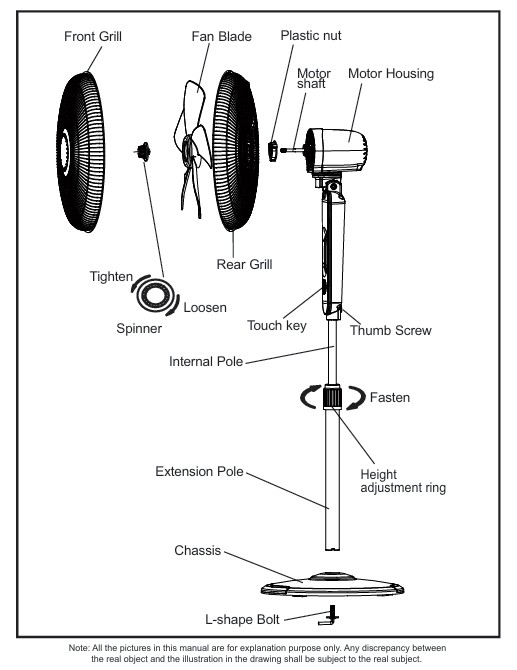 Front Grill
Fan Blade
Plastic nut
Motor
shaft
Motor Housing
Rear Grill
Tighten
Loosen
Spinner
Touch key
Thumb Screw
Internal Pole
Fasten
Extension Pole
Height
adjustment ring
Chassis
L-shape Bolt
Note: All the pictures in this manual are for explanation purpose only. Any discrepancy between
the real object and the illustration in the drawing shall be subject to the real subject.